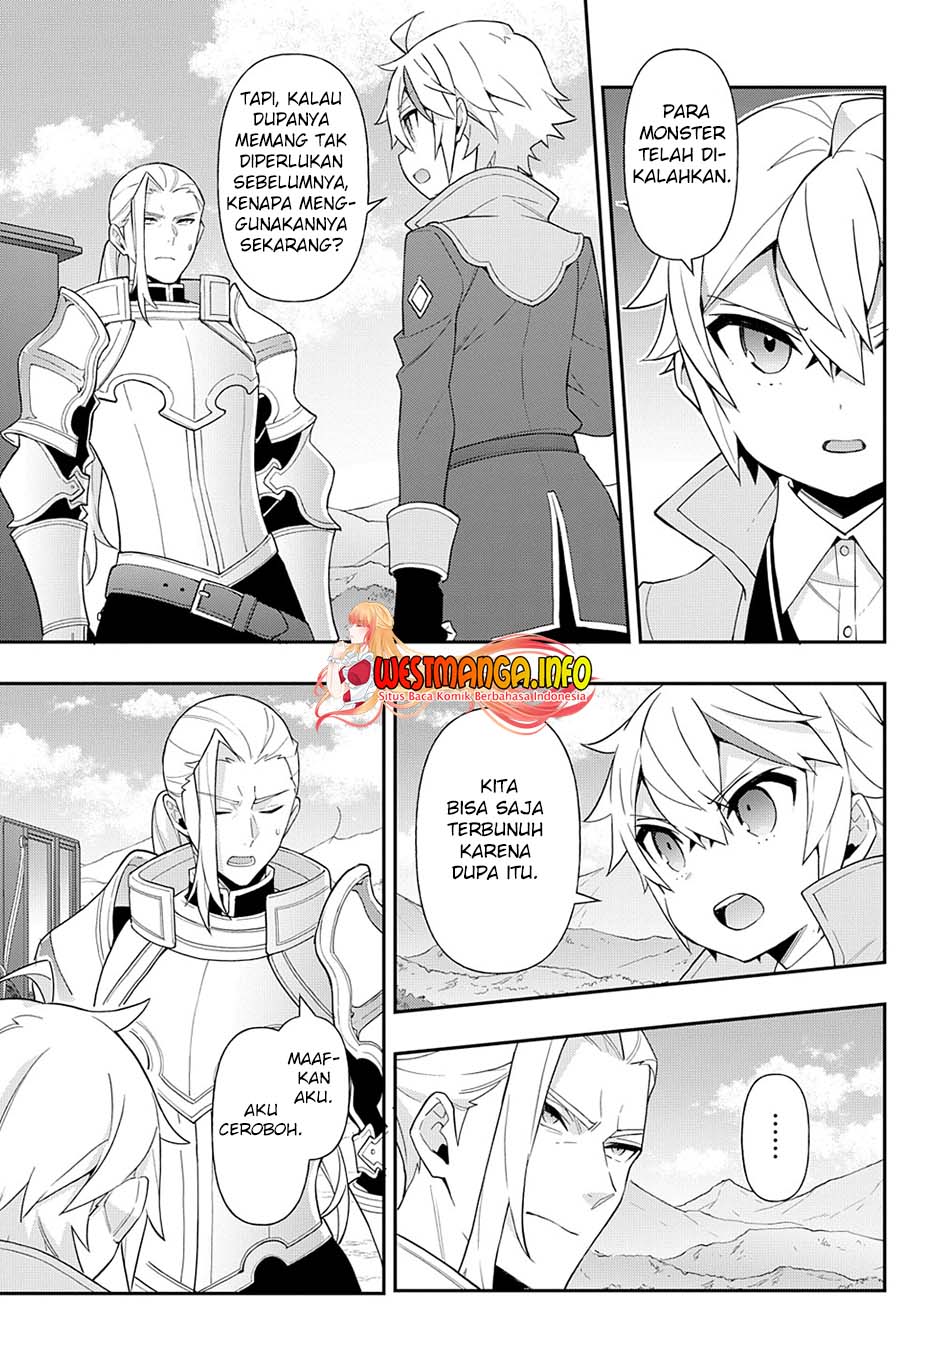 PARA
MONSTER
TELAH DI-
KALAHKAN.
TAPI, KALAU
DUPANYA
MEMANG TAK
DIPERLUKAN
SEBELUMNYA,
KENAPA MENG-
GUNAKANNYA
SEKARANG?
WESTMANGA.INFO
Situs Baca Komik Berbahasa Indonesia
KITA
BISA SAJA
TERBUNUH
KARENA
DUPA ITU.
.......
MAAF-
KAN
AKU.
AKU
CEROBOH.